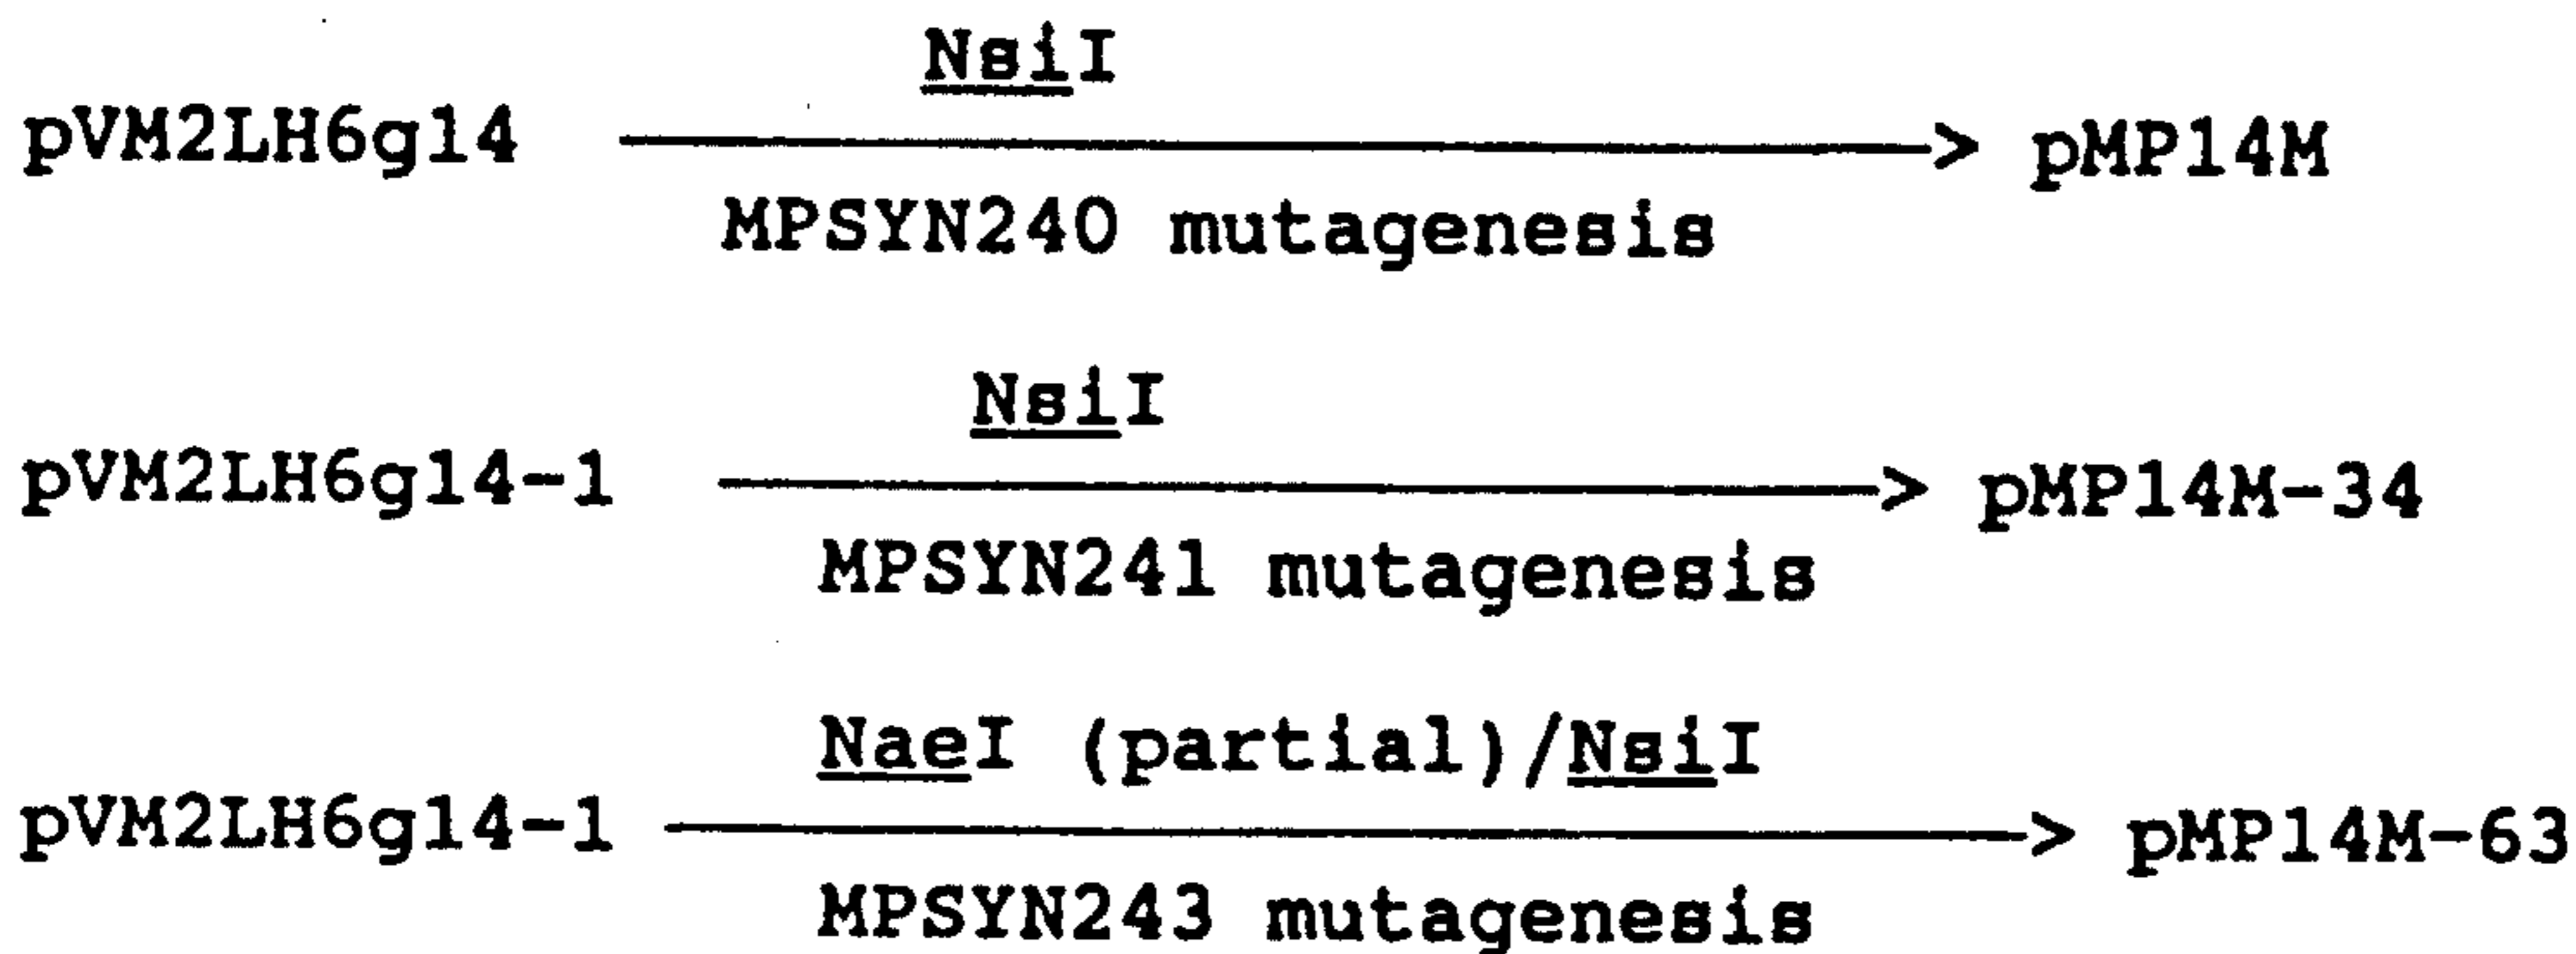 NsiI
pVM2LH6g14 ————> pMP14M
MPSYN240 mutagenesis
NsiI
pVM2LH6g14-1 ————> pMP14M-34
MPSYN241 mutagenesis
NaeI (partial)/NsiI
pVM2LH6g14-1 ————> pMP14M-63
MPSYN243 mutagenesis